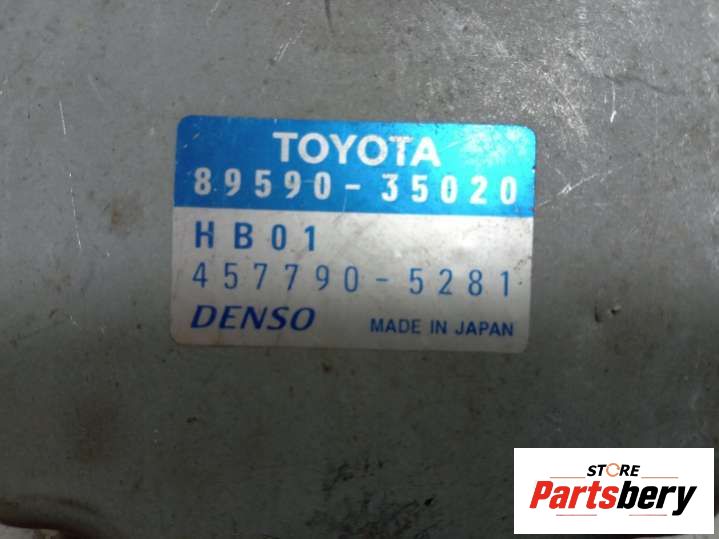 TOYOTA
89590-35020
HB01
457790-5281
DENSO MADE IN JAPAN
STORE
Partsbery